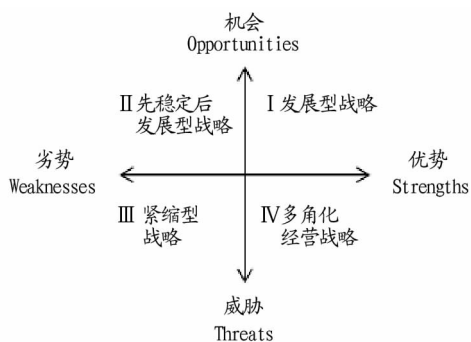 机会
Opportunities
Ⅱ先稳定后
发展型战略
Ⅰ发展型战略
劣势
Weaknesses
优势
Strengths
Ⅲ 紧缩型
战略
Ⅳ多角化
经营战略
威胁
Threats